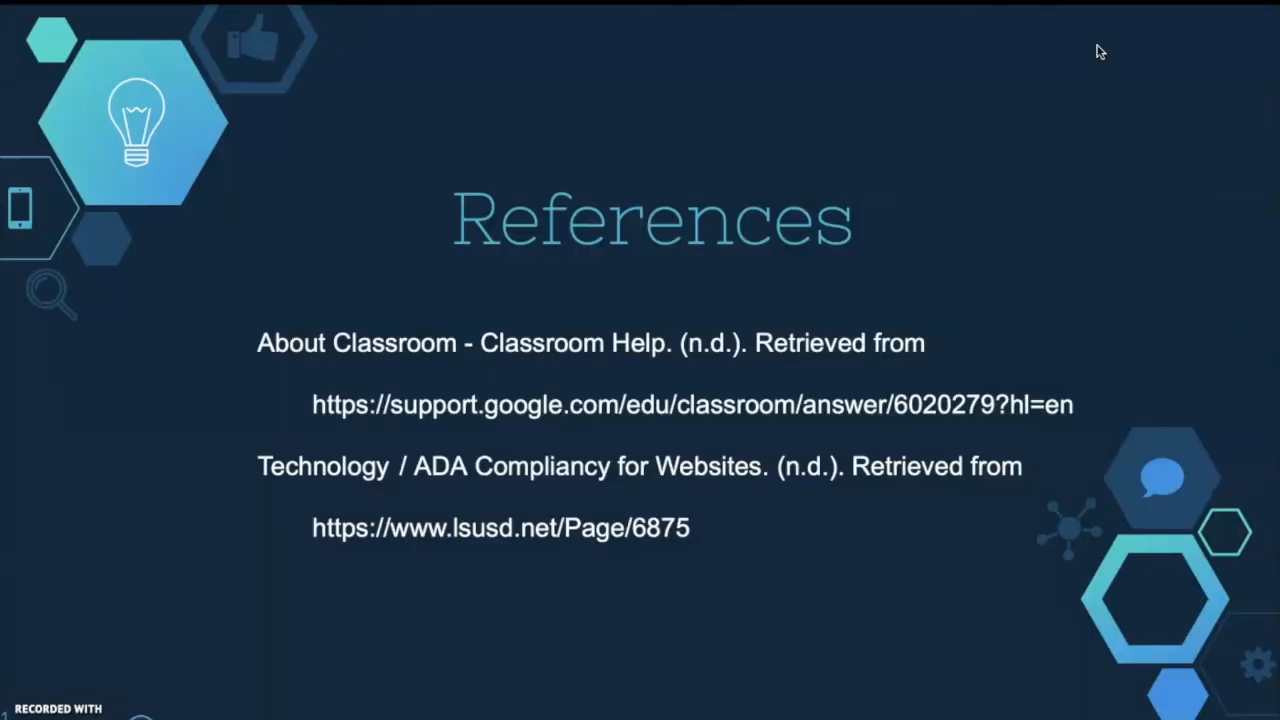 References
About Classroom - Classroom Help. (n.d.). Retrieved from
https://support.google.com/edu/classroom/answer/6020279?hl=en
Technology / ADA Compliancy for Websites. (n.d.). Retrieved from
https://www.lsusd.net/Page/6875
RECORDED WITH